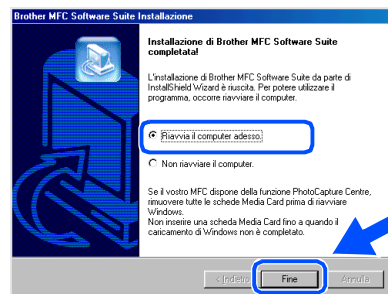 Brother MFC Software Suite Installazione
Installazione di Brother MFC Software Suite
completata!
L'installazione di Brother MFC Software Suite da parte di
InstallShield Wizard è riuscita. Per potere utilizzare il
programma, occorre riavviare il computer.
Riavvia il computer adesso.
Non riavviare il computer.
Se il vostro MFC dispone della funzione PhotoCapture Centre,
rimuovere tutte le schede Media Card prima di riavviare
Windows.
Non inserire una scheda Media Card fino a quando il
caricamento di Windows non è completato.
< Indietro Fine Annulla